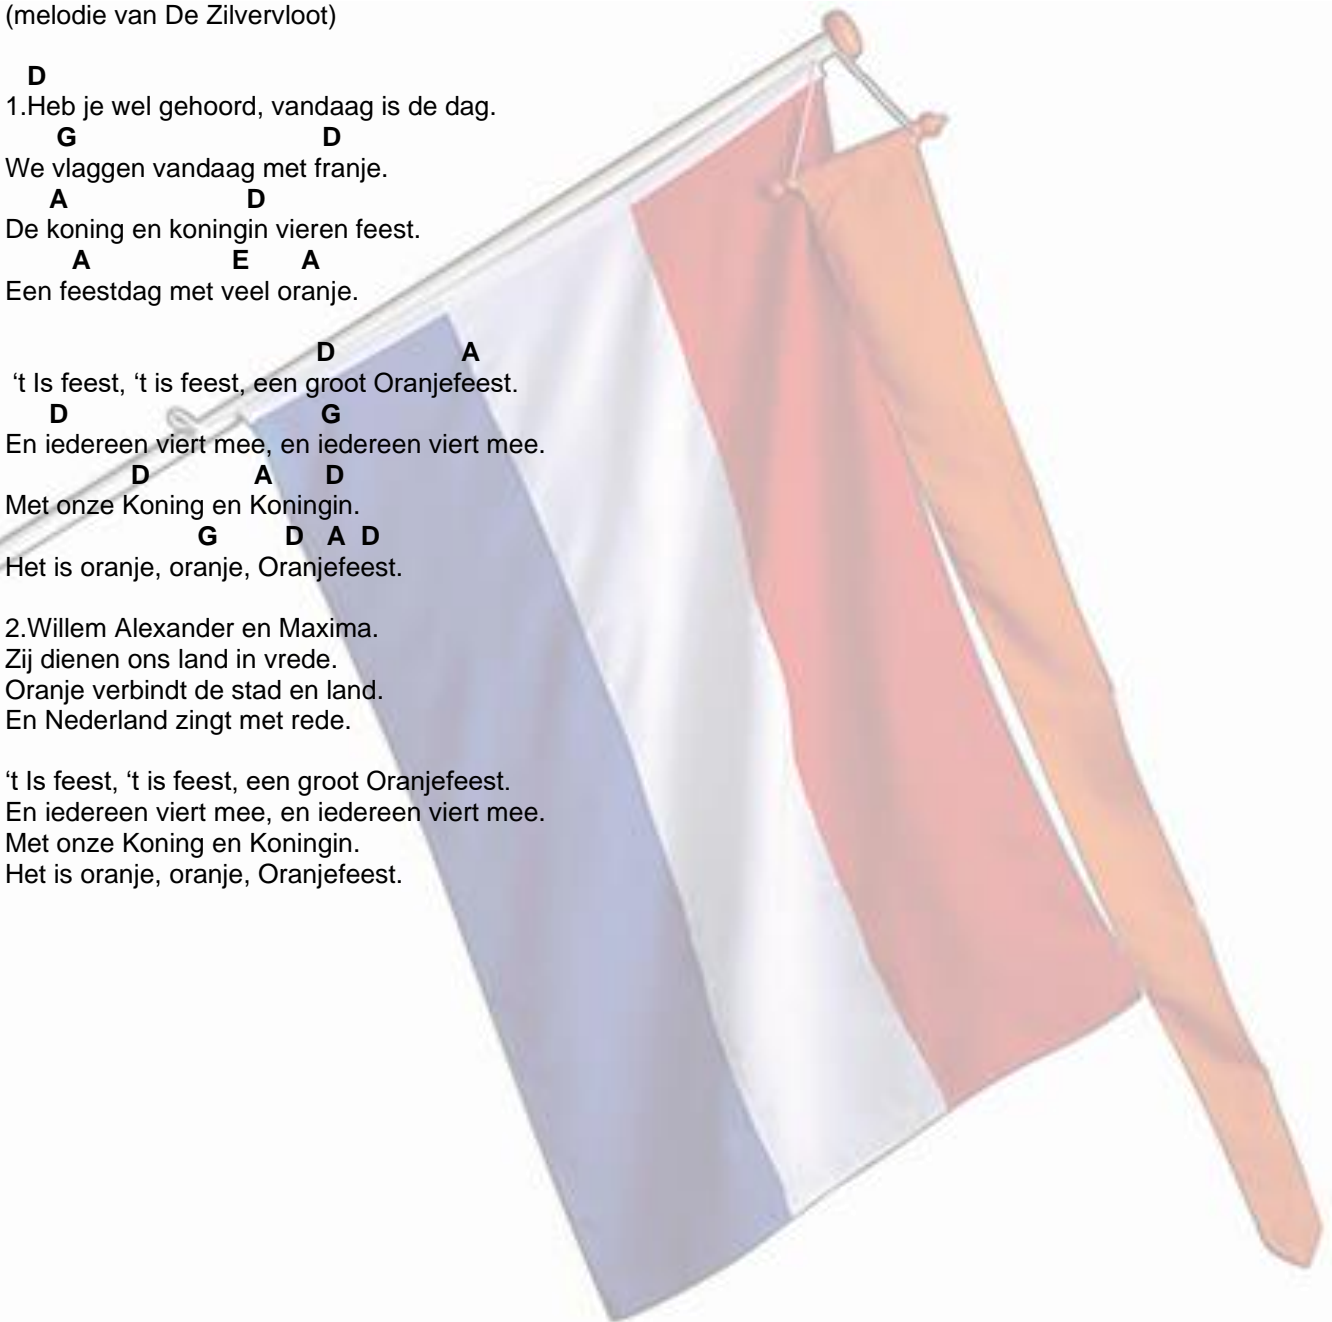 (melodie van De Zilvervloot)
D
1.Heb je wel gehoord, vandaag is de dag.
G D
We vlaggen vandaag met franje.
A D
De koning en koningin vieren feest.
A E A
Een feestdag met veel oranje.
D A
‘t Is feest, ‘t is feest, een groot Oranjefeest.
D G
En iedereen viert mee, en iedereen viert mee.
D A D
Met onze Koning en Koningin.
G D A D
Het is oranje, oranje, Oranjefeest.
2.Willem Alexander en Maxima.
Zij dienen ons land in vrede.
Oranje verbindt de stad en land.
En Nederland zingt met rede.
‘t Is feest, ‘t is feest, een groot Oranjefeest.
En iedereen viert mee, en iedereen viert mee.
Met onze Koning en Koningin.
Het is oranje, oranje, Oranjefeest.